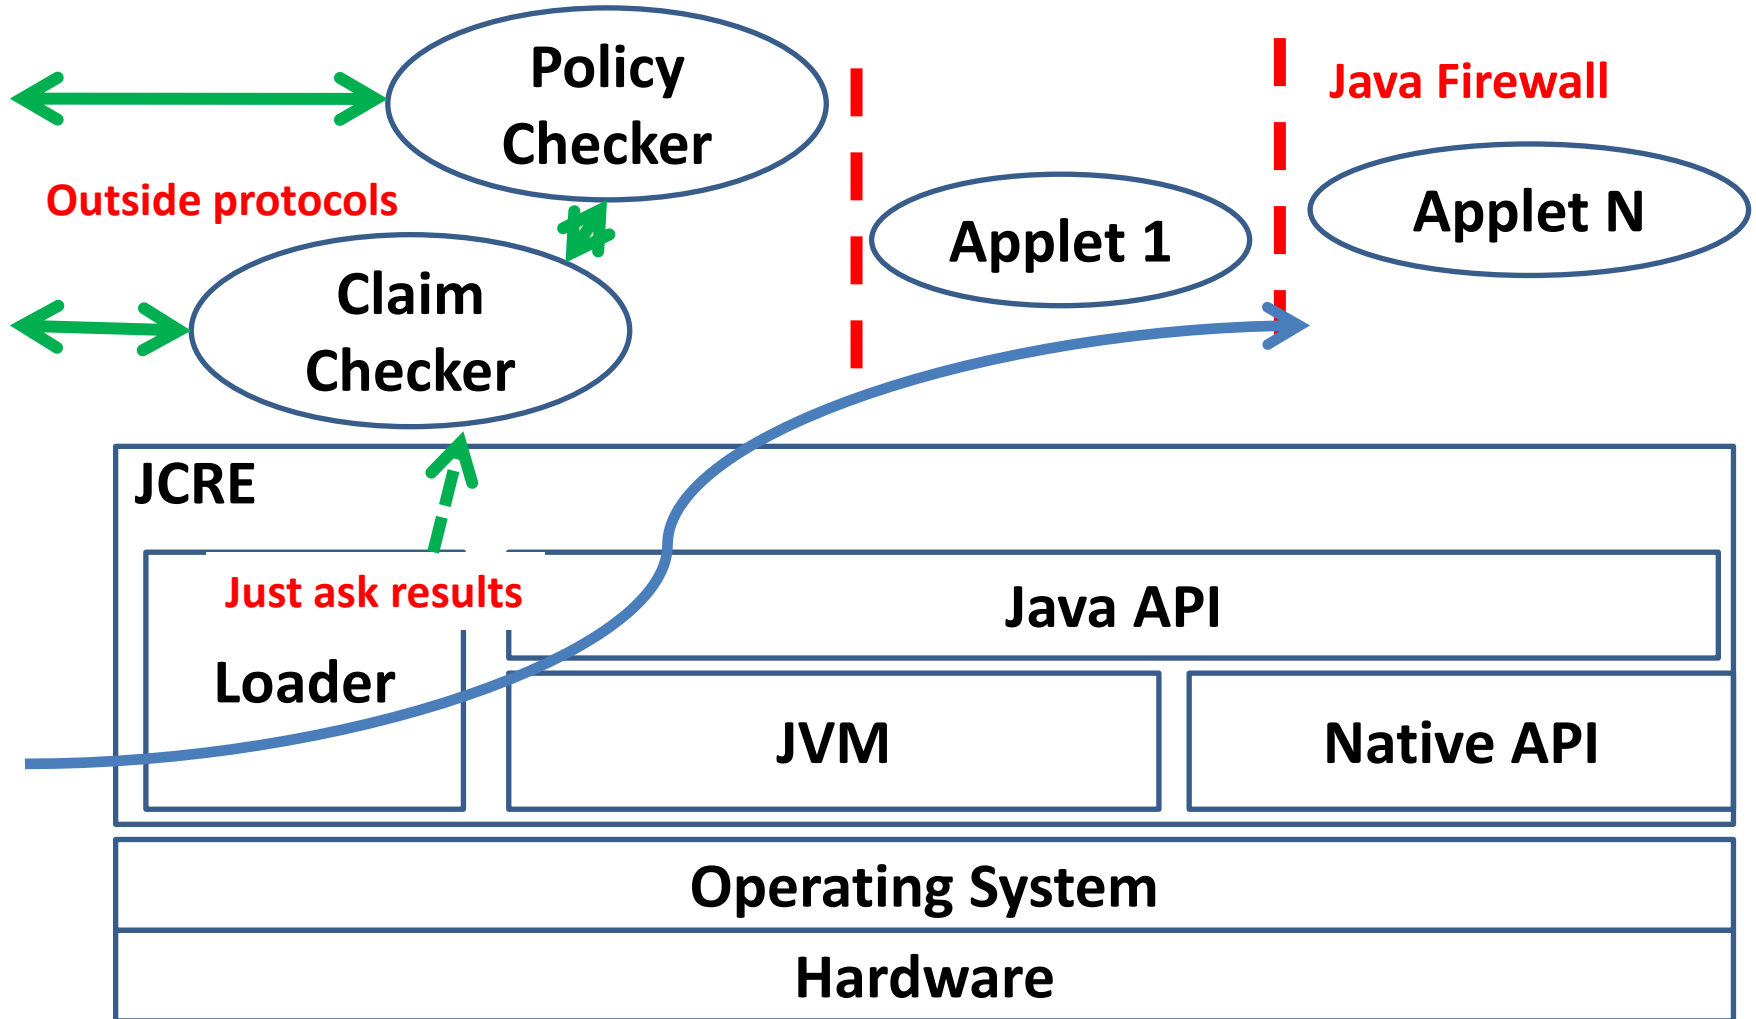 Policy
Checker
Java Firewall
Outside protocols
Applet 1
Applet N
Claim
Checker
JCRE
Just ask results
Java API
Loader
JVM
Native API
Operating System
Hardware